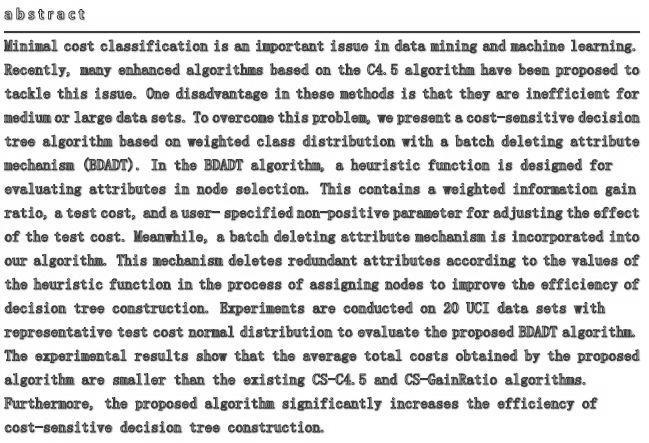 abstract
Minimal cost classification is an important issue in data mining and machine learning.
Recently, many enhanced algorithms based on the C4.5 algorithm have been proposed to
tackle this issue. One disadvantage in these methods is that they are inefficient for
medium or large data sets. To overcome this problem, we present a cost-sensitive decision
tree algorithm based on weighted class distribution with a batch deleting attribute
mechanism (BDADT). In the BDADT algorithm, a heuristic function is designed for
evaluating attributes in node selection. This contains a weighted information gain
ratio, a test cost, and a user- specified non-positive parameter for adjusting the effect
of the test cost. Meanwhile, a batch deleting attribute mechanism is incorporated into
our algorithm. This mechanism deletes redundant attributes according to the values of
the heuristic function in the process of assigning nodes to improve the efficiency of
decision tree construction. Experiments are conducted on 20 UCI data sets with
representative test cost normal distribution to evaluate the proposed BDADT algorithm.
The experimental results show that the average total costs obtained by the proposed
algorithm are smaller than the existing CS-C4.5 and CS-GainRatio algorithms.
Furthermore, the proposed algorithm significantly increases the efficiency of
cost-sensitive decision tree construction.